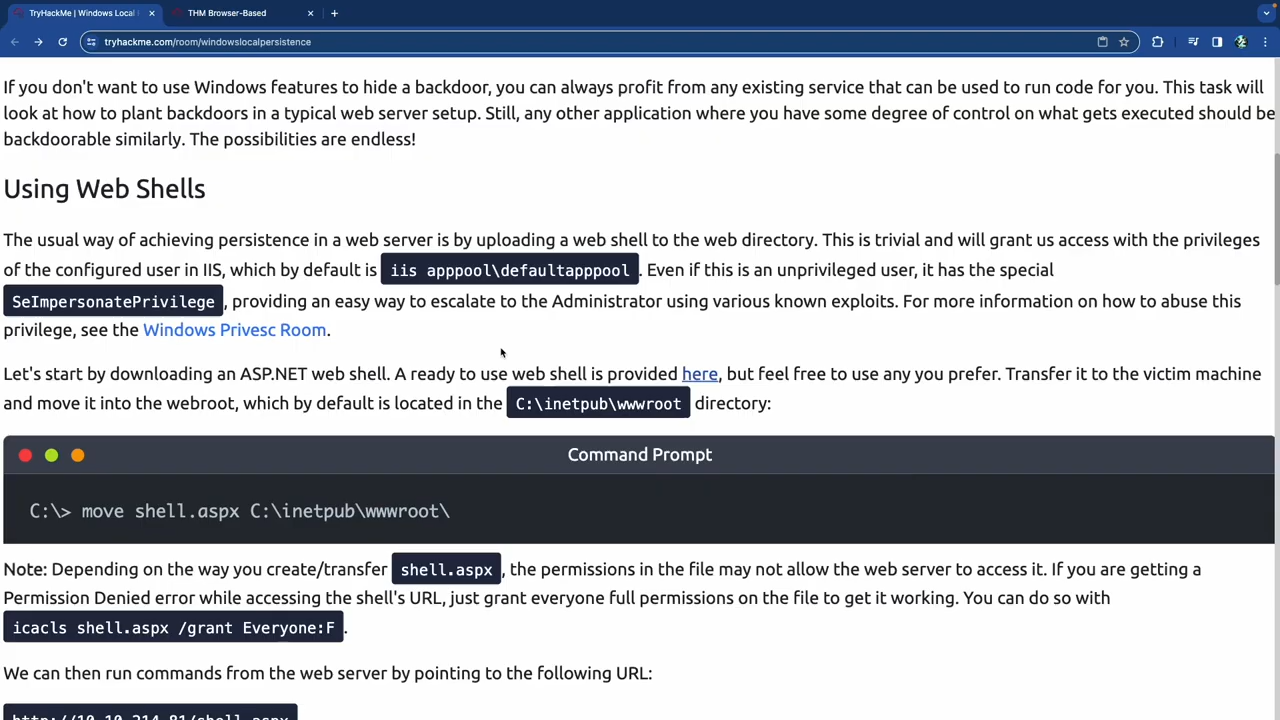 TryHackMe | Windows Local
THM Browser-Based
tryhackme.com/room/windowslocalpersistence
If you don't want to use Windows features to hide a backdoor, you can always profit from any existing service that can be used to run code for you. This task will
look at how to plant backdoors in a typical web server setup. Still, any other application where you have some degree of control on what gets executed should be
backdoorable similarly. The possibilities are endless!
Using Web Shells
The usual way of achieving persistence in a web server is by uploading a web shell to the web directory. This is trivial and will grant us access with the privileges
of the configured user in IIS, which by default is iis apppool\defaultapppool. Even if this is an unprivileged user, it has the special
SeImpersonatePrivilege, providing an easy way to escalate to the Administrator using various known exploits. For more information on how to abuse this
privilege, see the Windows Privesc Room.
Let's start by downloading an ASP.NET web shell. A ready to use web shell is provided here, but feel free to use any you prefer. Transfer it to the victim machine
and move it into the webroot, which by default is located in the C:\inetpub\wwwroot directory:
Command Prompt
C:\> move shell.aspx C:\inetpub\wwwroot\
Note: Depending on the way you create/transfer shell.aspx, the permissions in the file may not allow the web server to access it. If you are getting a
Permission Denied error while accessing the shell's URL, just grant everyone full permissions on the file to get it working. You can do so with
icacls shell.aspx /grant Everyone:F.
We can then run commands from the web server by pointing to the following URL:
http://10.10.214.81/shell.aspx